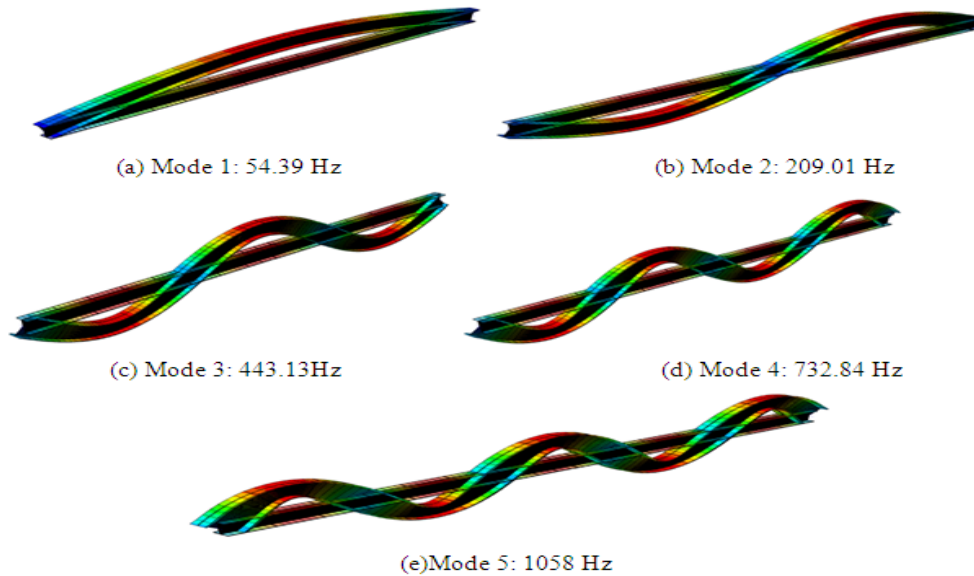 (a) Mode 1: 54.39 Hz
(b) Mode 2: 209.01 Hz
(c) Mode 3: 443.13Hz
(d) Mode 4: 732.84 Hz
(e)Mode 5: 1058 Hz